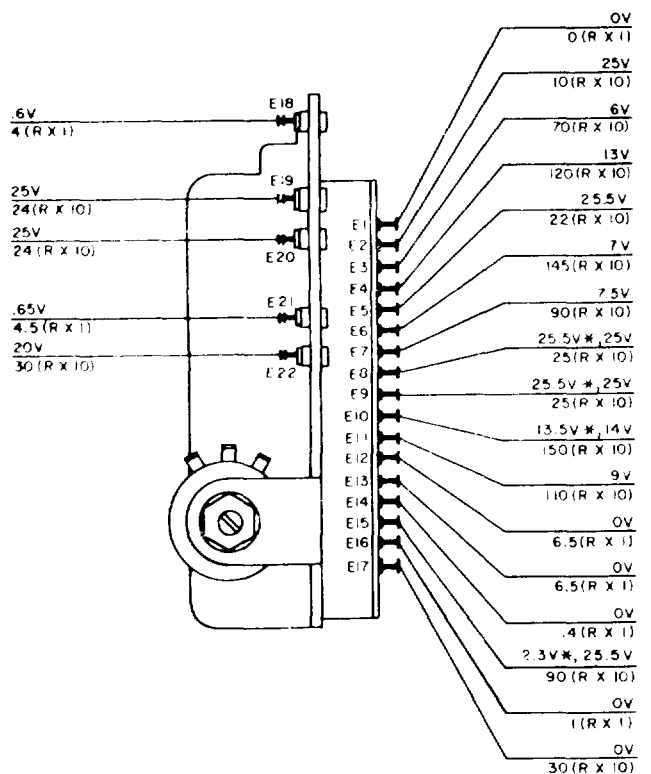 0V
0(R X 1)
25V
10(R X 10)
6V
70(R X 10)
13V
120(R X 10)
25.5V
22(R X 10)
7V
145(R X 10)
7.5V
90(R X 10)
25.5V*,25V
25(R X 10)
25.5V*,25V
25(R X 10)
13.5V*,14V
150(R X 10)
9V
110(R X 10)
0V
6.5(R X 1)
0V
6.5(R X 1)
0V
.4(R X 1)
2.3V*, 25.5V
90(R X 10)
0V
1(R X 1)
0V
30(R X 10)
.6V
4(R X 1)
25V
24(R X 10)
25V
24(R X 10)
.65V
4.5(R X 1)
20V
30(R X 10)
E18
E19
E20
E21
E22
E1
E2
E3
E4
E5
E6
E7
E8
E9
E10
E11
E12
E13
E14
E15
E16
E17